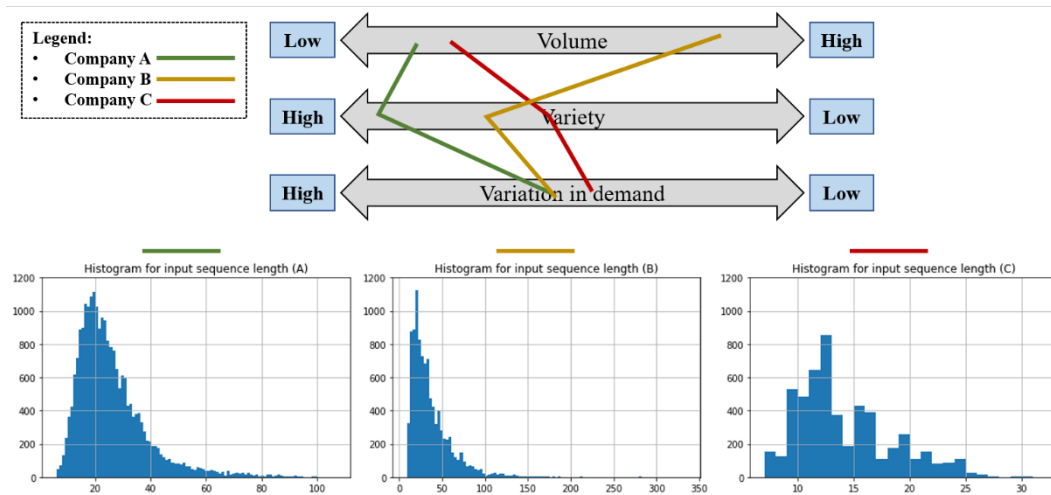 Legend:
• Company A
• Company B
• Company C
Low Volume High
High Variety Low
High Variation in demand Low
Histogram for input sequence length (A)
1200
1000
800
600
400
200
0
20 40 60 80 100
Histogram for input sequence length (B)
1200
1000
800
600
400
200
0
0 50 100 150 200 250 300 350
Histogram for input sequence length (C)
1200
1000
800
600
400
200
0
10 15 20 25 30